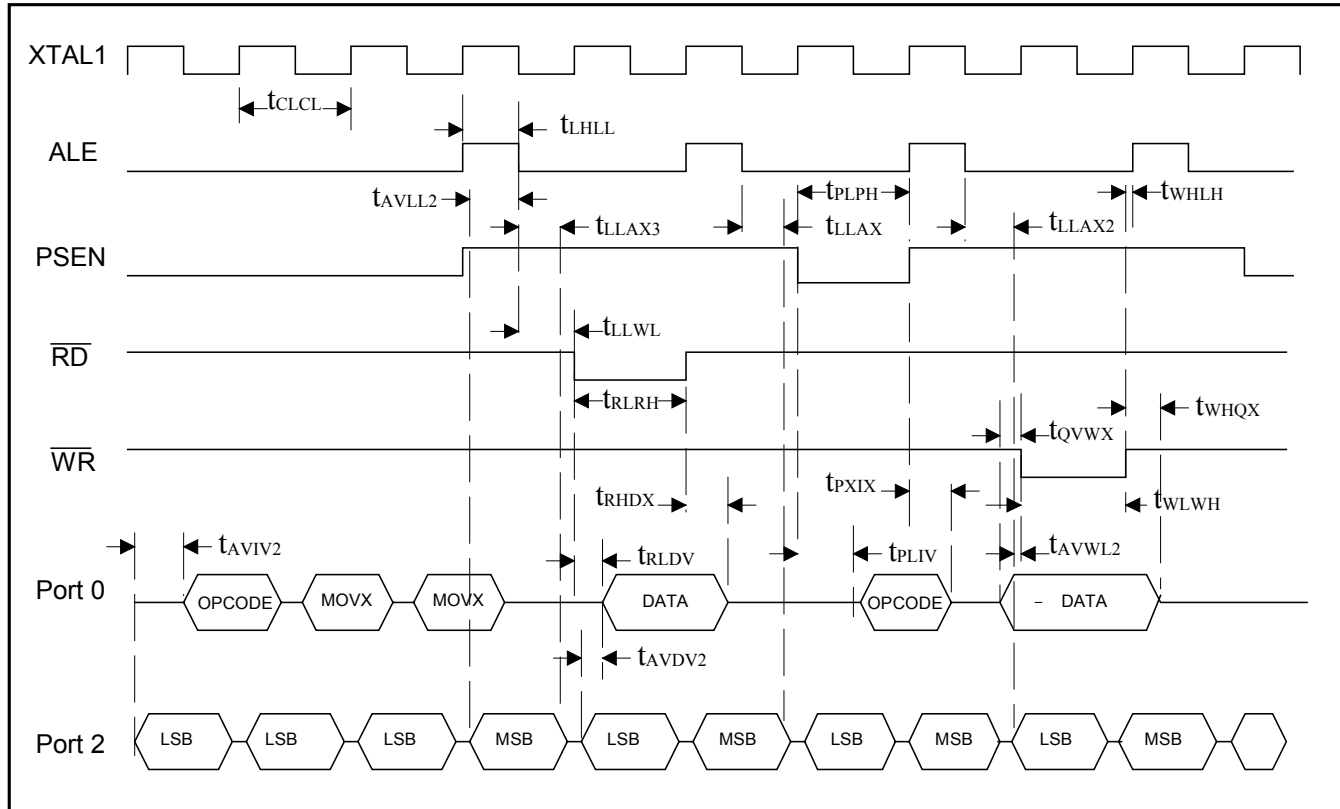 XTAL1
tCLCL
tLHLL
ALE
tAVLL2 tPLPH tWHLH
tLLAX3 tLLAX tLLAX2
PSEN
tLLWL
RD
tRLRH tWHQX
tQVWX
WR
tRHDX tPXIX tWLWH
tAVIV2 tRLDV tPLIV tAVWL2
Port 0 OPCODE MOVX MOVX DATA OPCODE – DATA
tAVDV2
Port 2 LSB LSB LSB MSB LSB MSB LSB MSB LSB MSB